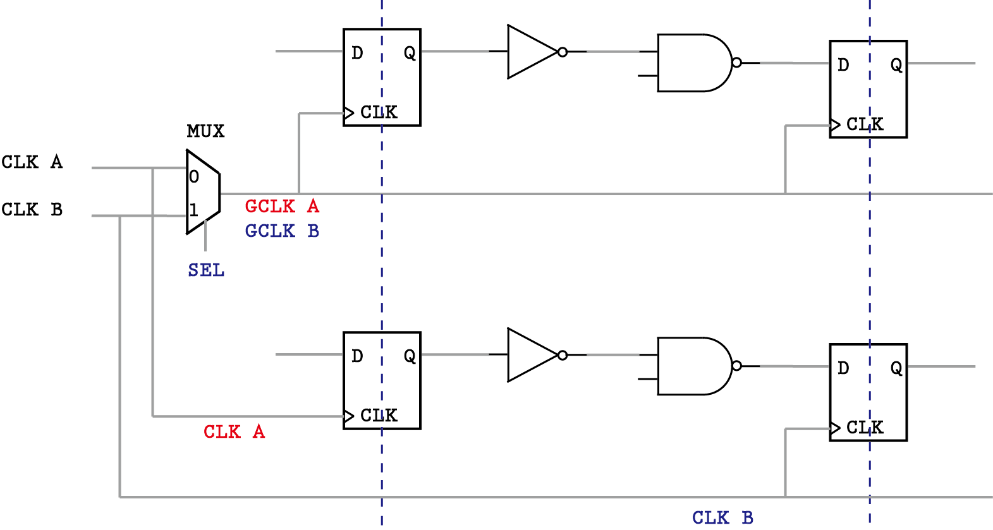 D Q
CLK
D Q
CLK
MUX
CLK A
0
CLK B
1
GCLK A
GCLK B
SEL
D Q
CLK
D Q
CLK
CLK A
CLK B